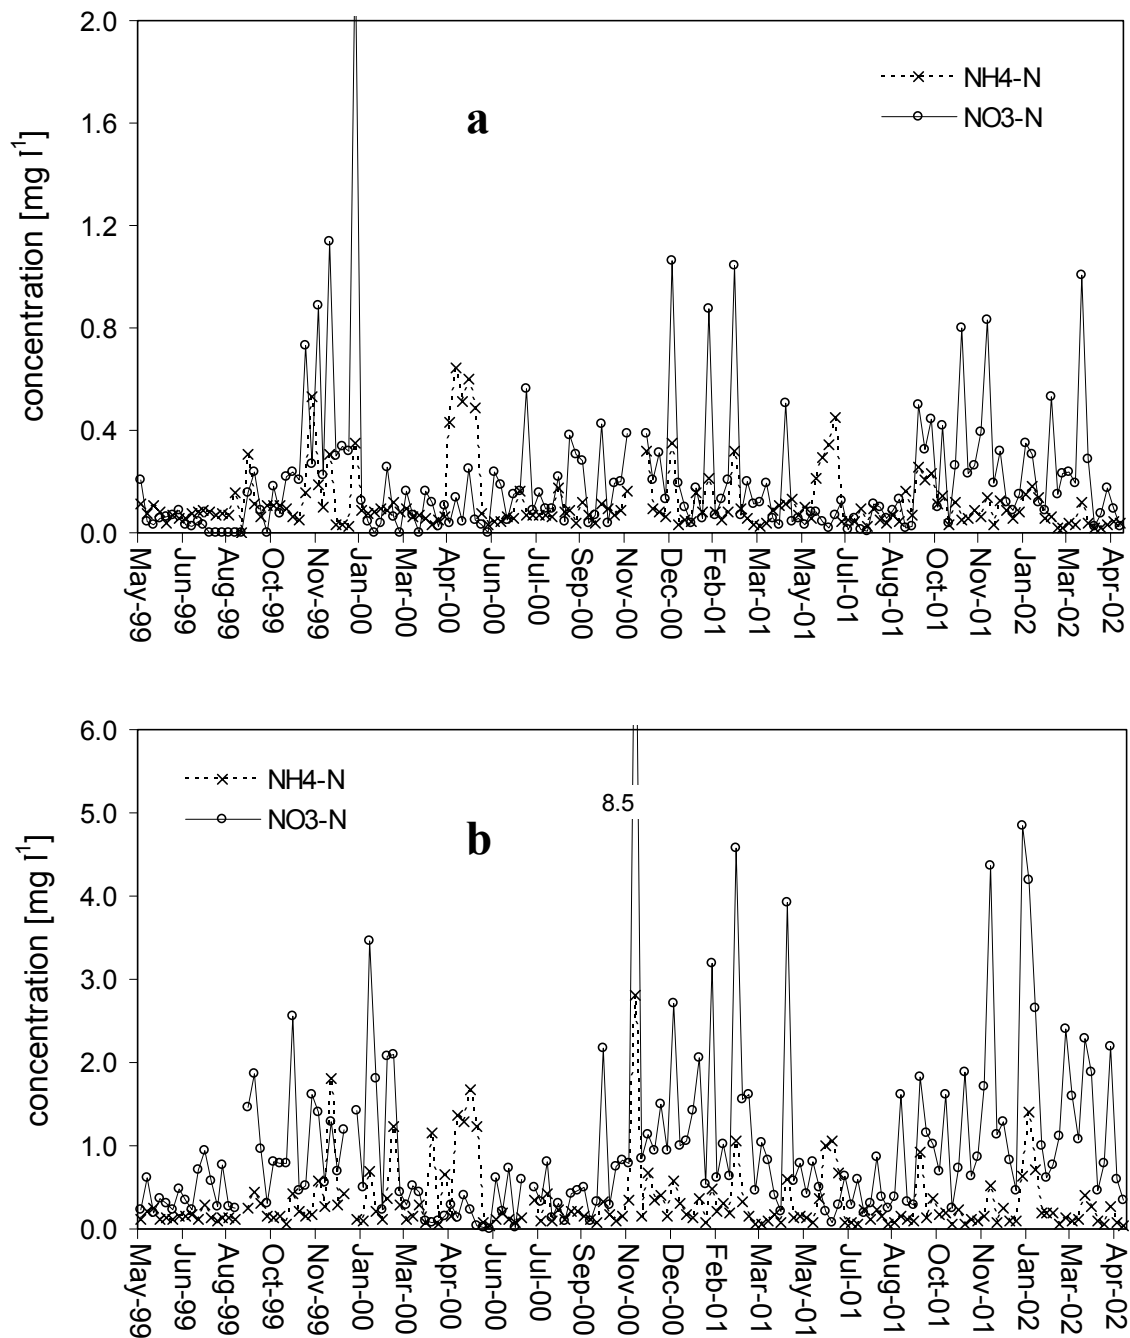 2.0
1.6
1.2
0.8
0.4
0.0
concentration [mg l1]
a
NH4-N
NO3-N
May-99
Jun-99
Aug-99
Oct-99
Nov-99
Jan-00
Mar-00
Apr-00
Jun-00
Jul-00
Sep-00
Nov-00
Dec-00
Feb-01
Mar-01
May-01
Jul-01
Aug-01
Oct-01
Nov-01
Jan-02
Mar-02
Apr-02
6.0
5.0
4.0
3.0
2.0
1.0
0.0
concentration [mg l1]
NH4-N
NO3-N
8.5
b
May-99
Jun-99
Aug-99
Oct-99
Nov-99
Jan-00
Mar-00
Apr-00
Jun-00
Jul-00
Sep-00
Nov-00
Dec-00
Feb-01
Mar-01
May-01
Jul-01
Aug-01
Oct-01
Nov-01
Jan-02
Mar-02
Apr-02